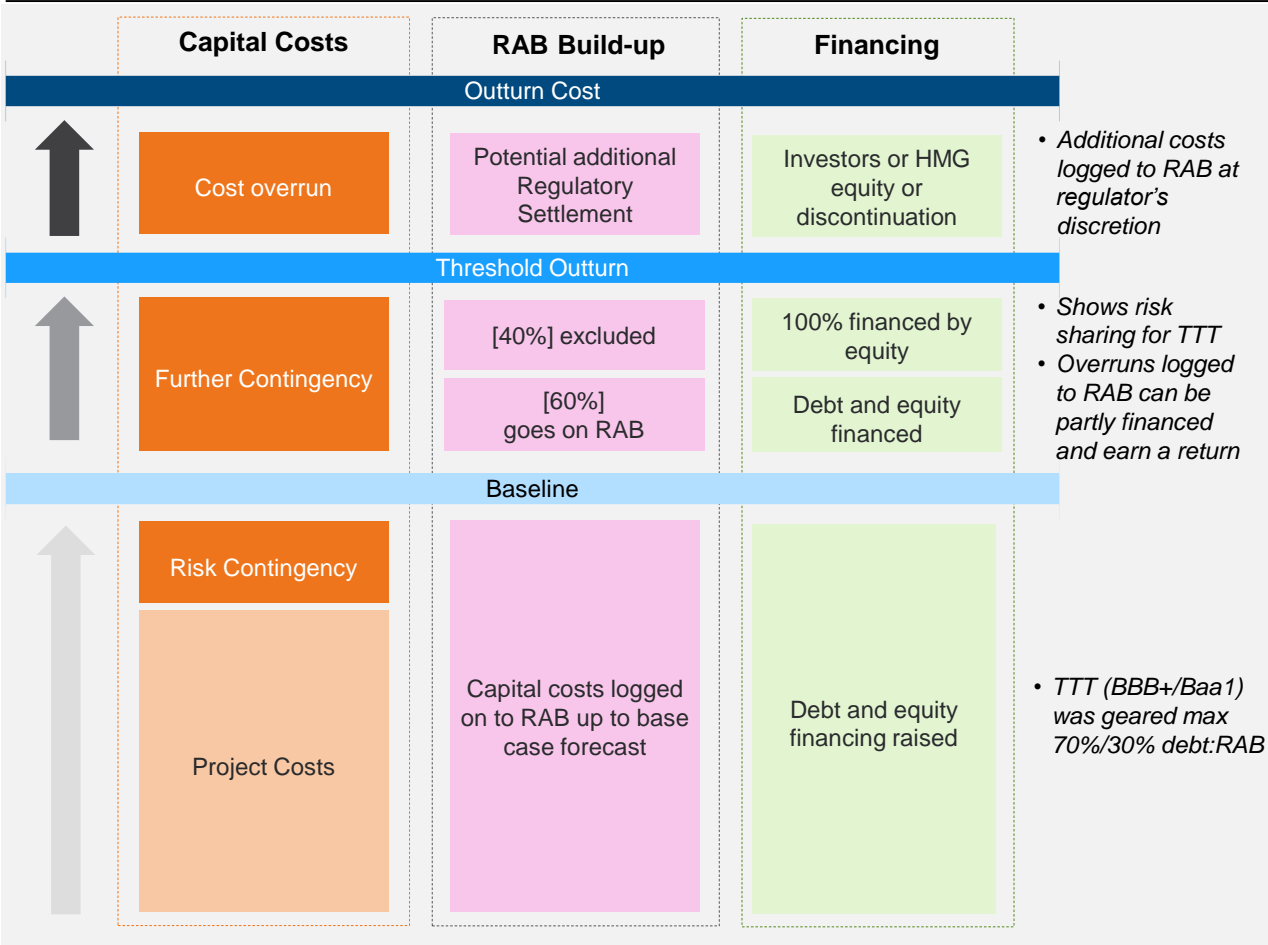 Capital Costs
RAB Build-up
Financing
Outturn Cost
Cost overrun
Potential additional
Regulatory
Settlement
Investors or HMG
equity or
discontinuation
• Additional costs
logged to RAB at
regulator's
discretion
Threshold Outturn
Further Contingency
[40%] excluded
100% financed by
equity
[60%]
goes on RAB
Debt and equity
financed
• Shows risk
sharing for TTT
• Overruns logged
to RAB can be
partly financed
and earn a return
Baseline
Risk Contingency
Project Costs
Capital costs logged
on to RAB up to base
case forecast
Debt and equity
financing raised
• TTT (BBB+/Baa1)
was geared max
70%/30% debt:RAB